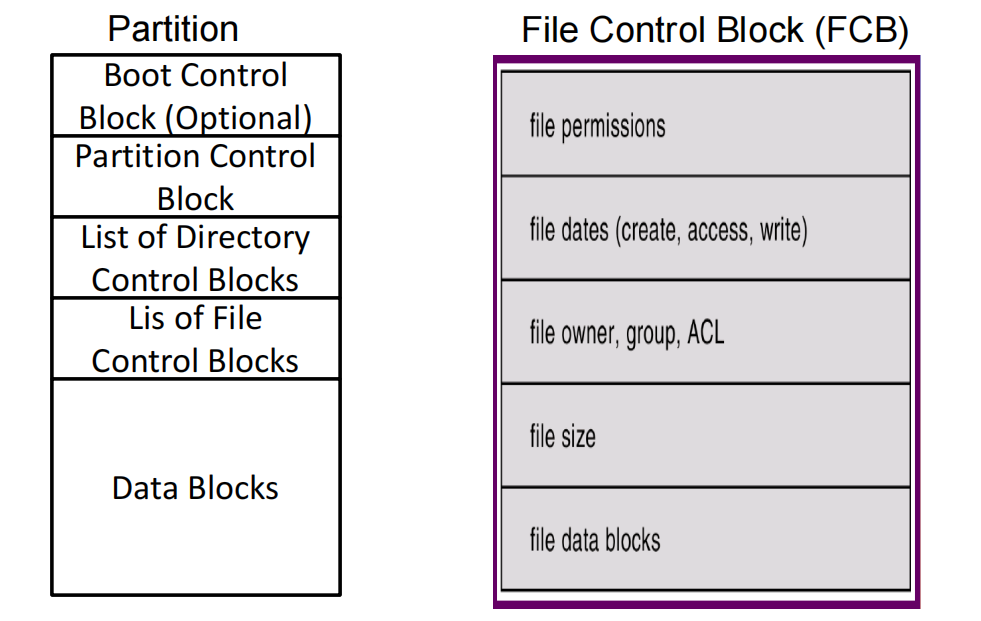 Partition
Boot Control
Block (Optional)
Partition Control
Block
List of Directory
Control Blocks
Lis of File
Control Blocks
Data Blocks
File Control Block (FCB)
file permissions
file dates (create, access, write)
file owner, group, ACL
file size
file data blocks